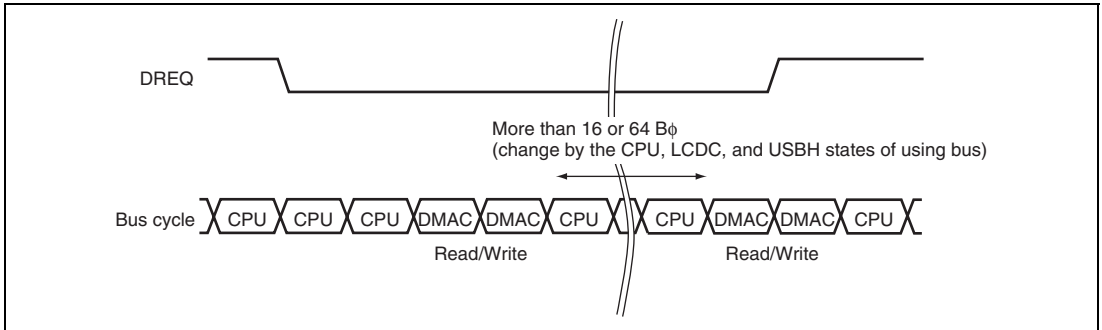 DREQ
More than 16 or 64 Bϕ
(change by the CPU, LCDC, and USBH states of using bus)
Bus cycle CPU CPU CPU DMAC DMAC CPU CPU DMAC DMAC CPU
Read/Write Read/Write